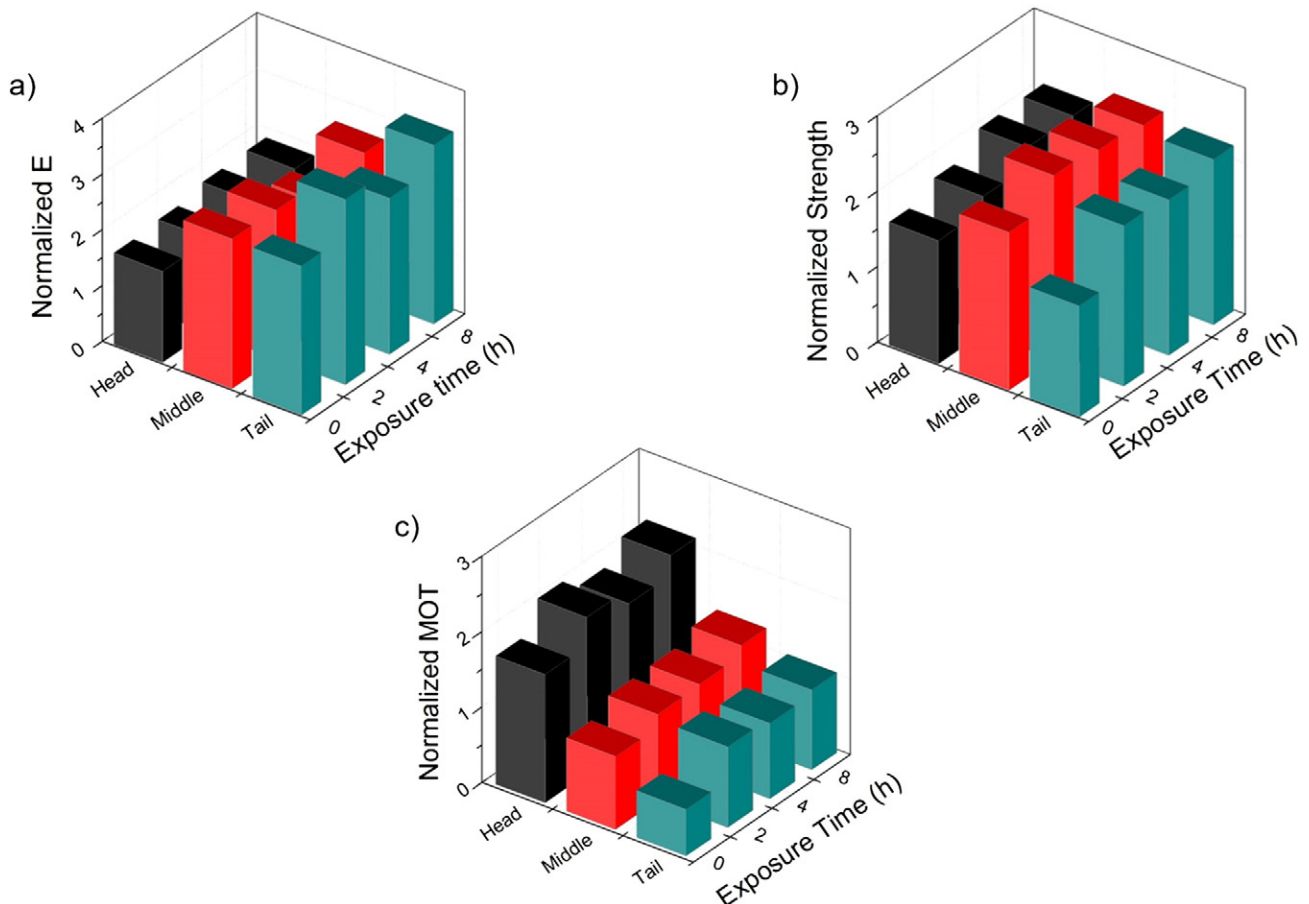 a)
Normalized E
4
3
2
1
0
Head
Middle
Tail
0
2
4
8
Exposure time (h)
b)
Normalized Strength
3
2
1
0
Head
Middle
Tail
0
2
4
8
Exposure Time (h)
c)
Normalized MOT
3
2
1
0
Head
Middle
Tail
0
2
4
8
Exposure Time (h)